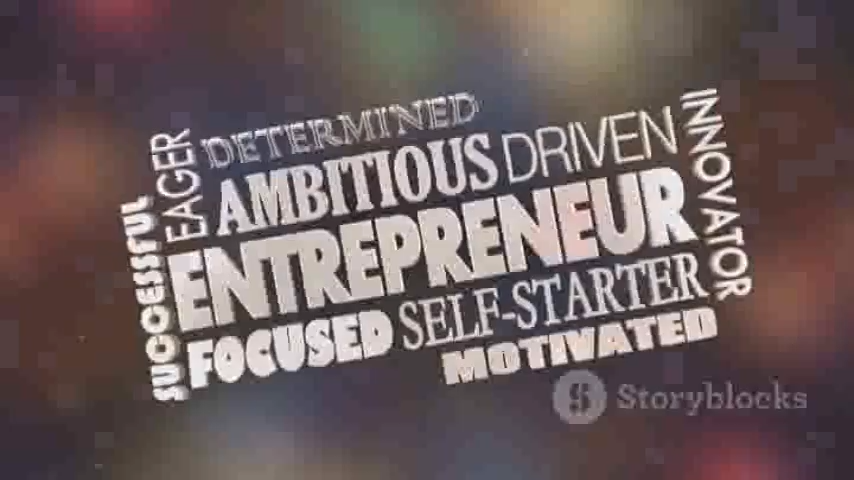 SUCCESSFUL
EAGER
DETERMINED
AMBITIOUS DRIVEN
ENTREPRENEUR
FOCUSED SELF-STARTER
MOTIVATED
INNOVATOR
Storyblocks